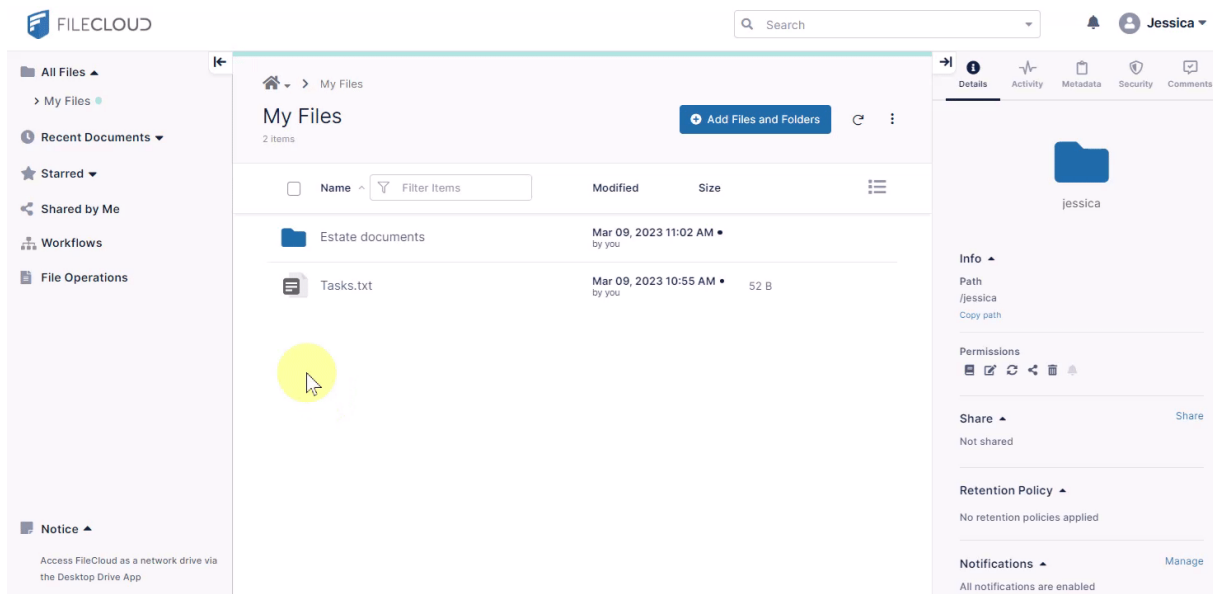 FILECLOUD
Search
Jessica
All Files
My Files
Recent Documents
Starred
Shared by Me
Workflows
File Operations
Notice
Access FileCloud as a network drive via
the Desktop Drive App
My Files
My Files
2 items
Add Files and Folders
Name
Filter Items
Modified
Size
Estate documents
Mar 09, 2023 11:02 AM •
by you
Tasks.txt
Mar 09, 2023 10:55 AM •
by you
52 B
Details
Activity
Metadata
Security
Comments
jessica
Info
Path
/jessica
Copy path
Permissions
Share
Share
Not shared
Retention Policy
No retention policies applied
Notifications
Manage
All notifications are enabled